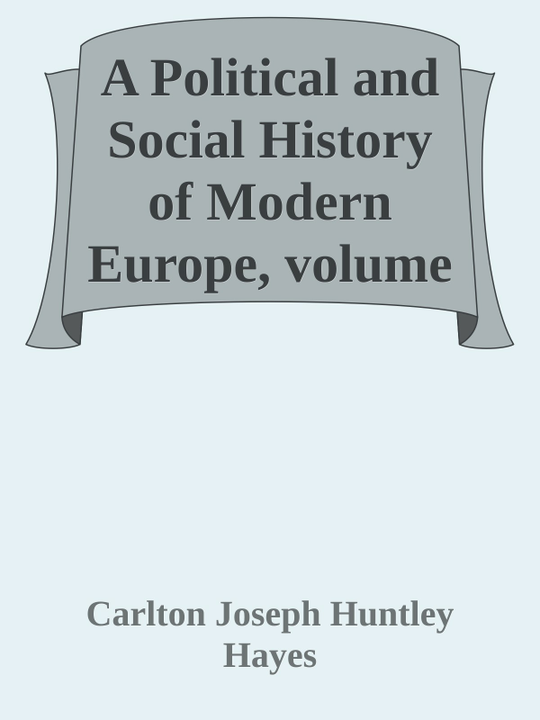 A Political and
Social History
of Modern
Europe, volume
Carlton Joseph Huntley
Hayes